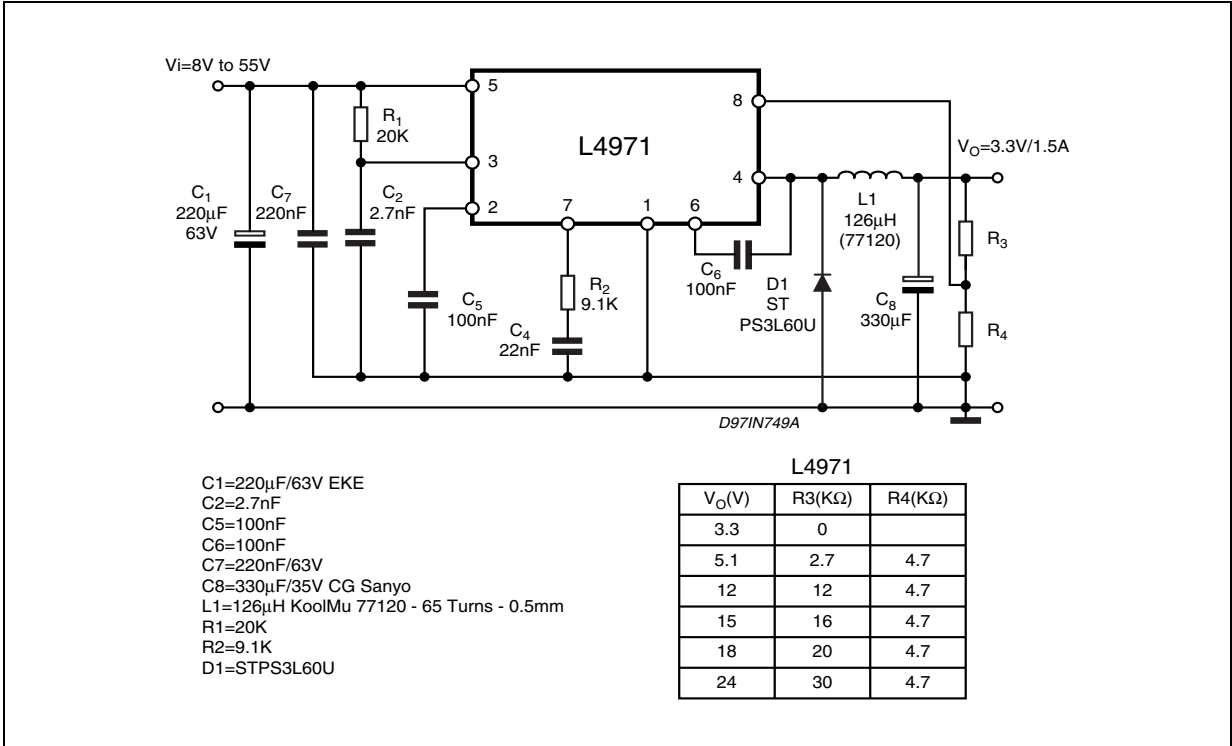 Vi=8V to 55V
5
8
R1
20K
L4971
VO=3.3V/1.5A
3
4
C1
220μF
63V
C7
220nF
C2
2.7nF
2
7
1
6
L1
126μH
(77120)
R3
C6
100nF
R2
9.1K
D1
ST
PS3L60U
C5
100nF
C8
330μF
R4
C4
22nF
D97IN749A
C1=220μF/63V EKE
C2=2.7nF
C5=100nF
C6=100nF
C7=220nF/63V
C8=330μF/35V CG Sanyo
L1=126μH KoolMu 77120 - 65 Turns - 0.5mm
R1=20K
R2=9.1K
D1=STPS3L60U
L4971
VO(V) R3(KΩ) R4(KΩ)
3.3 0
5.1 2.7 4.7
12 12 4.7
15 16 4.7
18 20 4.7
24 30 4.7